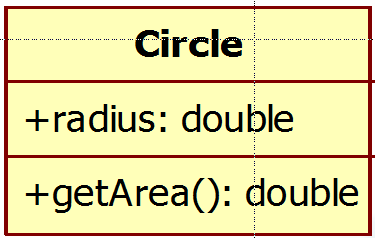 Circle
+radius: double
+getArea(): double